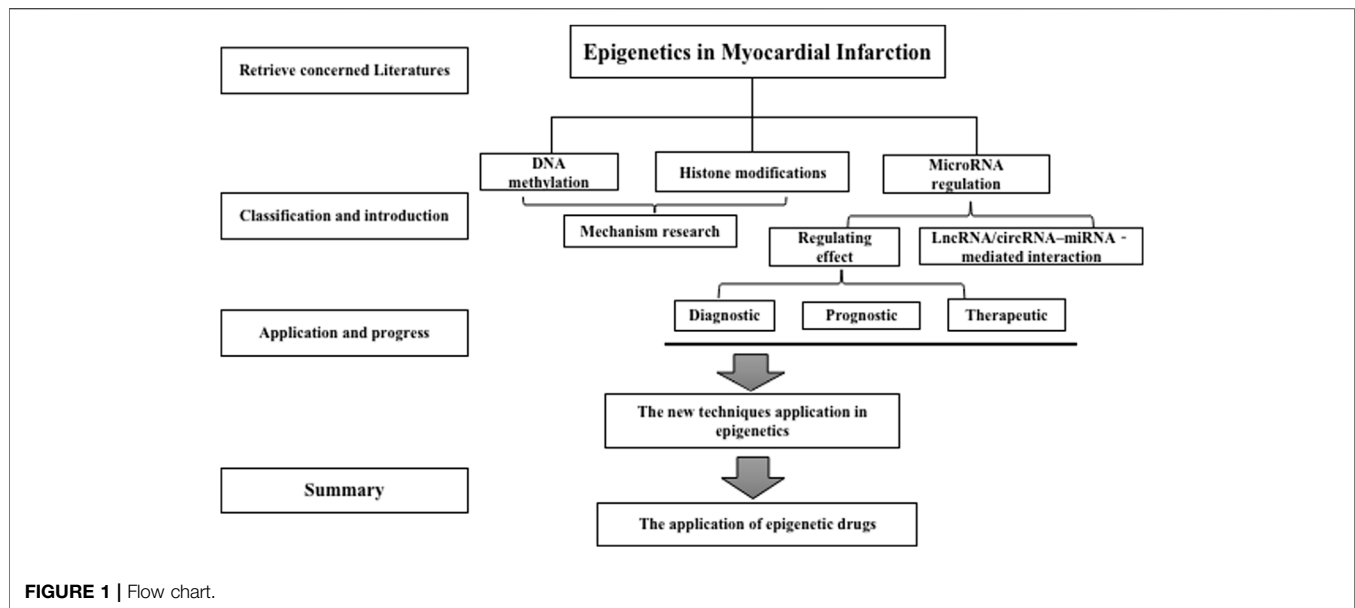 Retrieve concerned Literatures
Epigenetics in Myocardial Infarction
DNA
methylation
Histone modifications
MicroRNA
regulation
Classification and introduction
Mechanism research
Regulating
effect
LncRNA/circRNA–miRNA -
mediated interaction
Application and progress
Diagnostic
Prognostic
Therapeutic
The new techniques application in
epigenetics
Summary
The application of epigenetic drugs
FIGURE 1 | Flow chart.